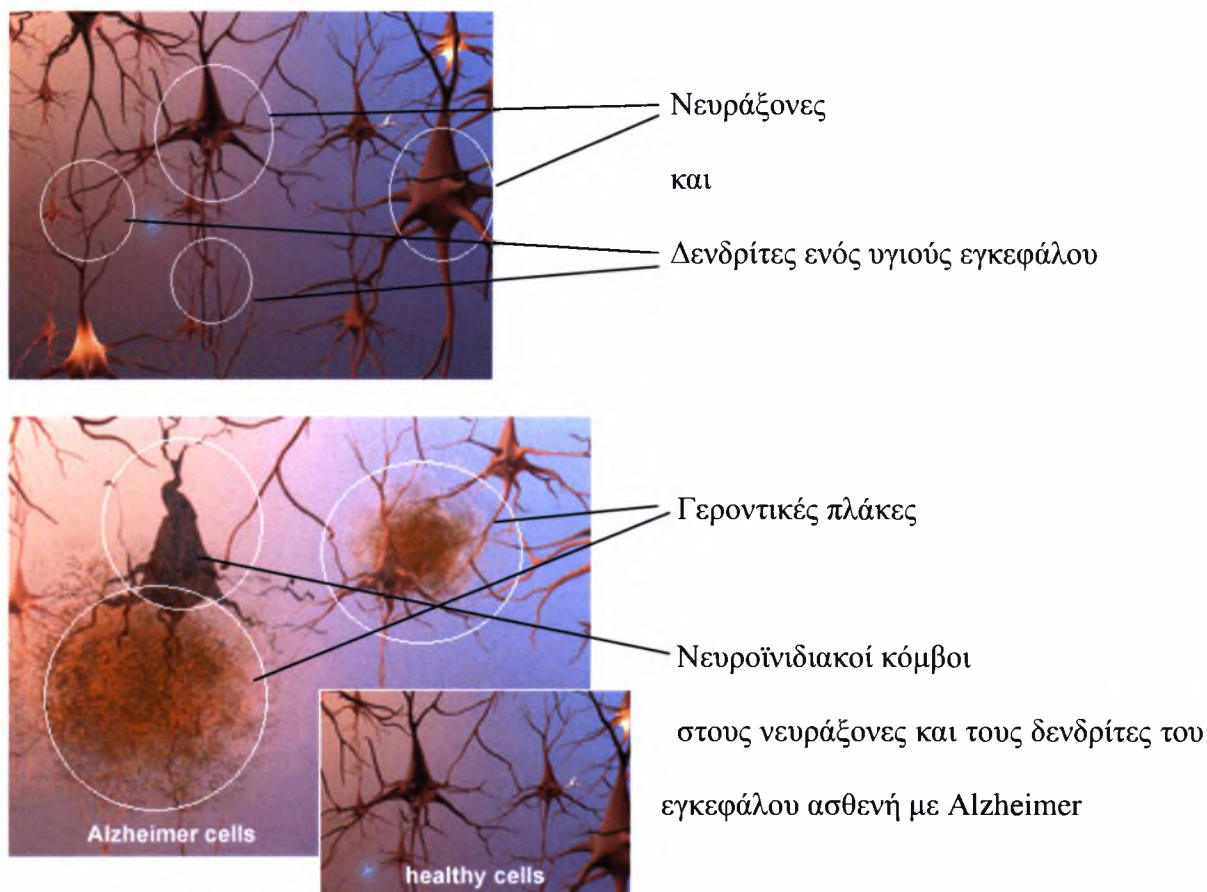 Νευράξονες
και
Δενδρίτες ενός υγιούς εγκεφάλου
Γεροντικές πλάκες
Νευροϊνιδιακοί κόμβοι
στους νευράξονες και τους δενδρίτες του
εγκεφάλου ασθενή με Alzheimer
Alzheimer cells
healthy cells